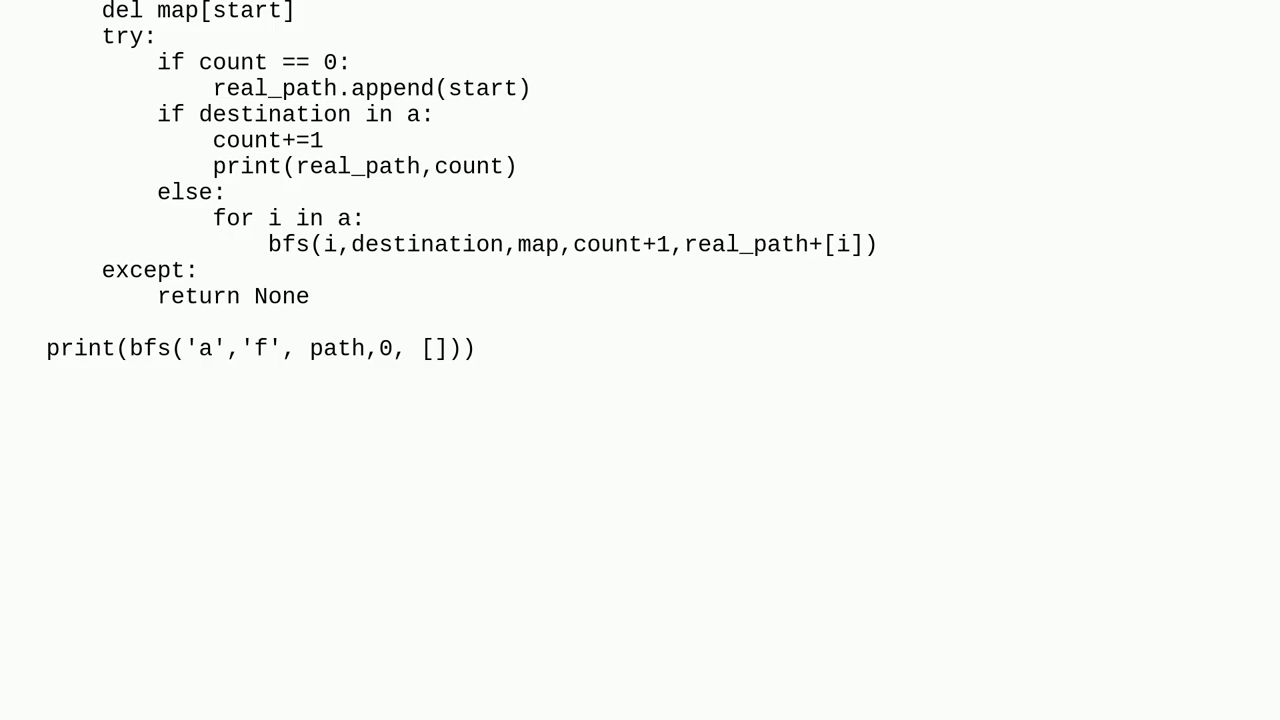 del map[start]
try:
if count == 0:
real_path.append(start)
if destination in a:
count+=1
print(real_path,count)
else:
for i in a:
bfs(i,destination,map,count+1,real_path+[i])
except:
return None
print(bfs('a','f', path,0, []))